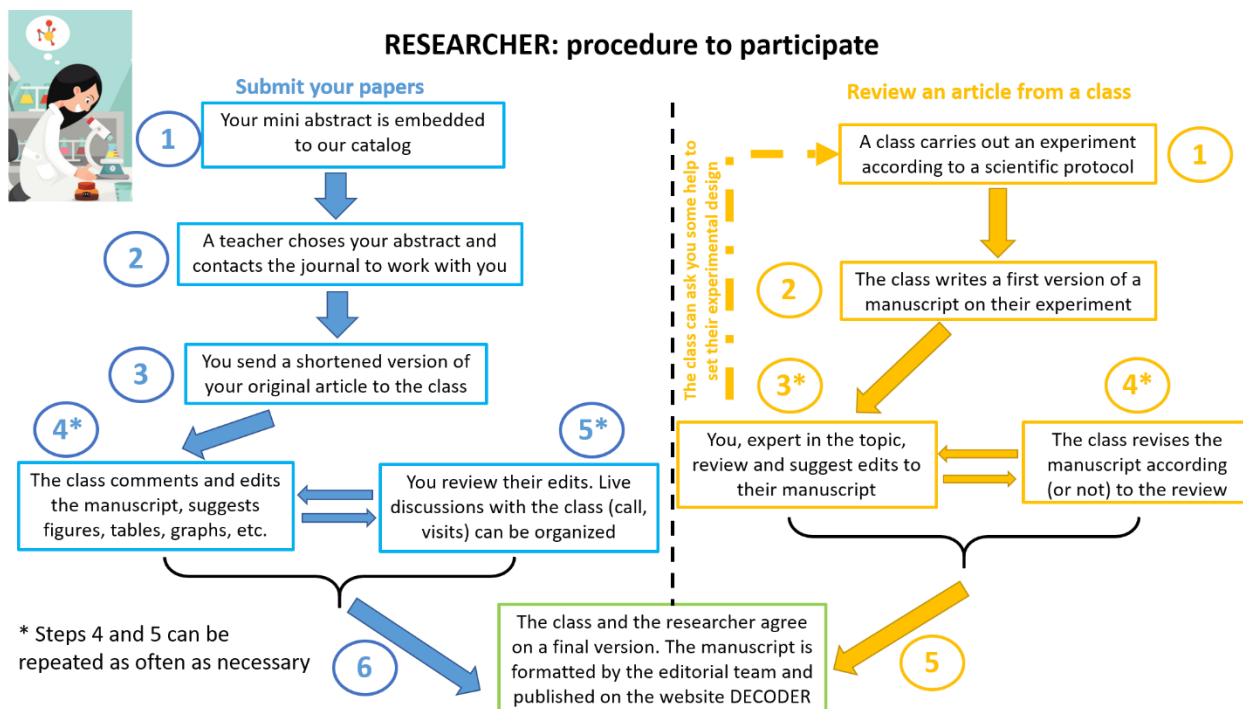 RESEARCHER: procedure to participate
Submit your papers
1
Your mini abstract is embedded
to our catalog
2
A teacher choses your abstract and
contacts the journal to work with you
3
You send a shortened version of
your original article to the class
4*
The class comments and edits
the manuscript, suggests
figures, tables, graphs, etc.
5*
You review their edits. Live
discussions with the class (call,
visits) can be organized
* Steps 4 and 5 can be
repeated as often as necessary
6
Review an article from a class
The class can ask you some help to
set their experimental design
1
A class carries out an experiment
according to a scientific protocol
2
The class writes a first version of a
manuscript on their experiment
3*
You, expert in the topic,
review and suggest edits to
their manuscript
4*
The class revises the
manuscript according
(or not) to the review
5
The class and the researcher agree
on a final version. The manuscript is
formatted by the editorial team and
published on the website DECODER